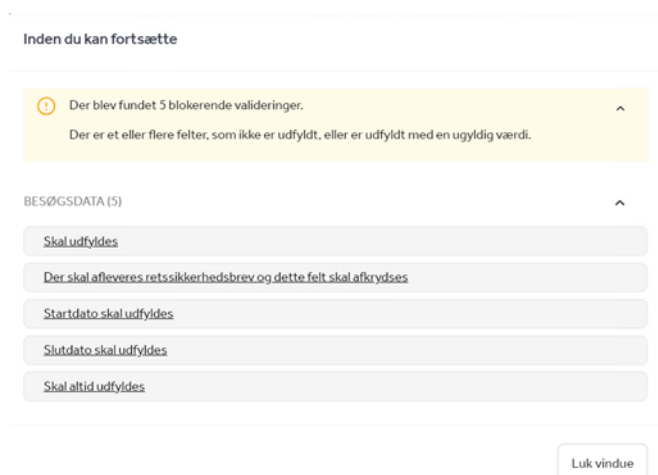 Inden du kan fortsætte
Der blev fundet 5 blokerende valideringer.
Der er et eller flere felter, som ikke er udfyldt, eller er udfyldt med en ugyldig værdi.
BESØGSDATA (5)
Skal udfyldes
Der skal afleveres retssikkerhedsbrev og dette felt skal afkrydses
Startdato skal udfyldes
Slutdato skal udfyldes
Skal altid udfyldes
Luk vindue